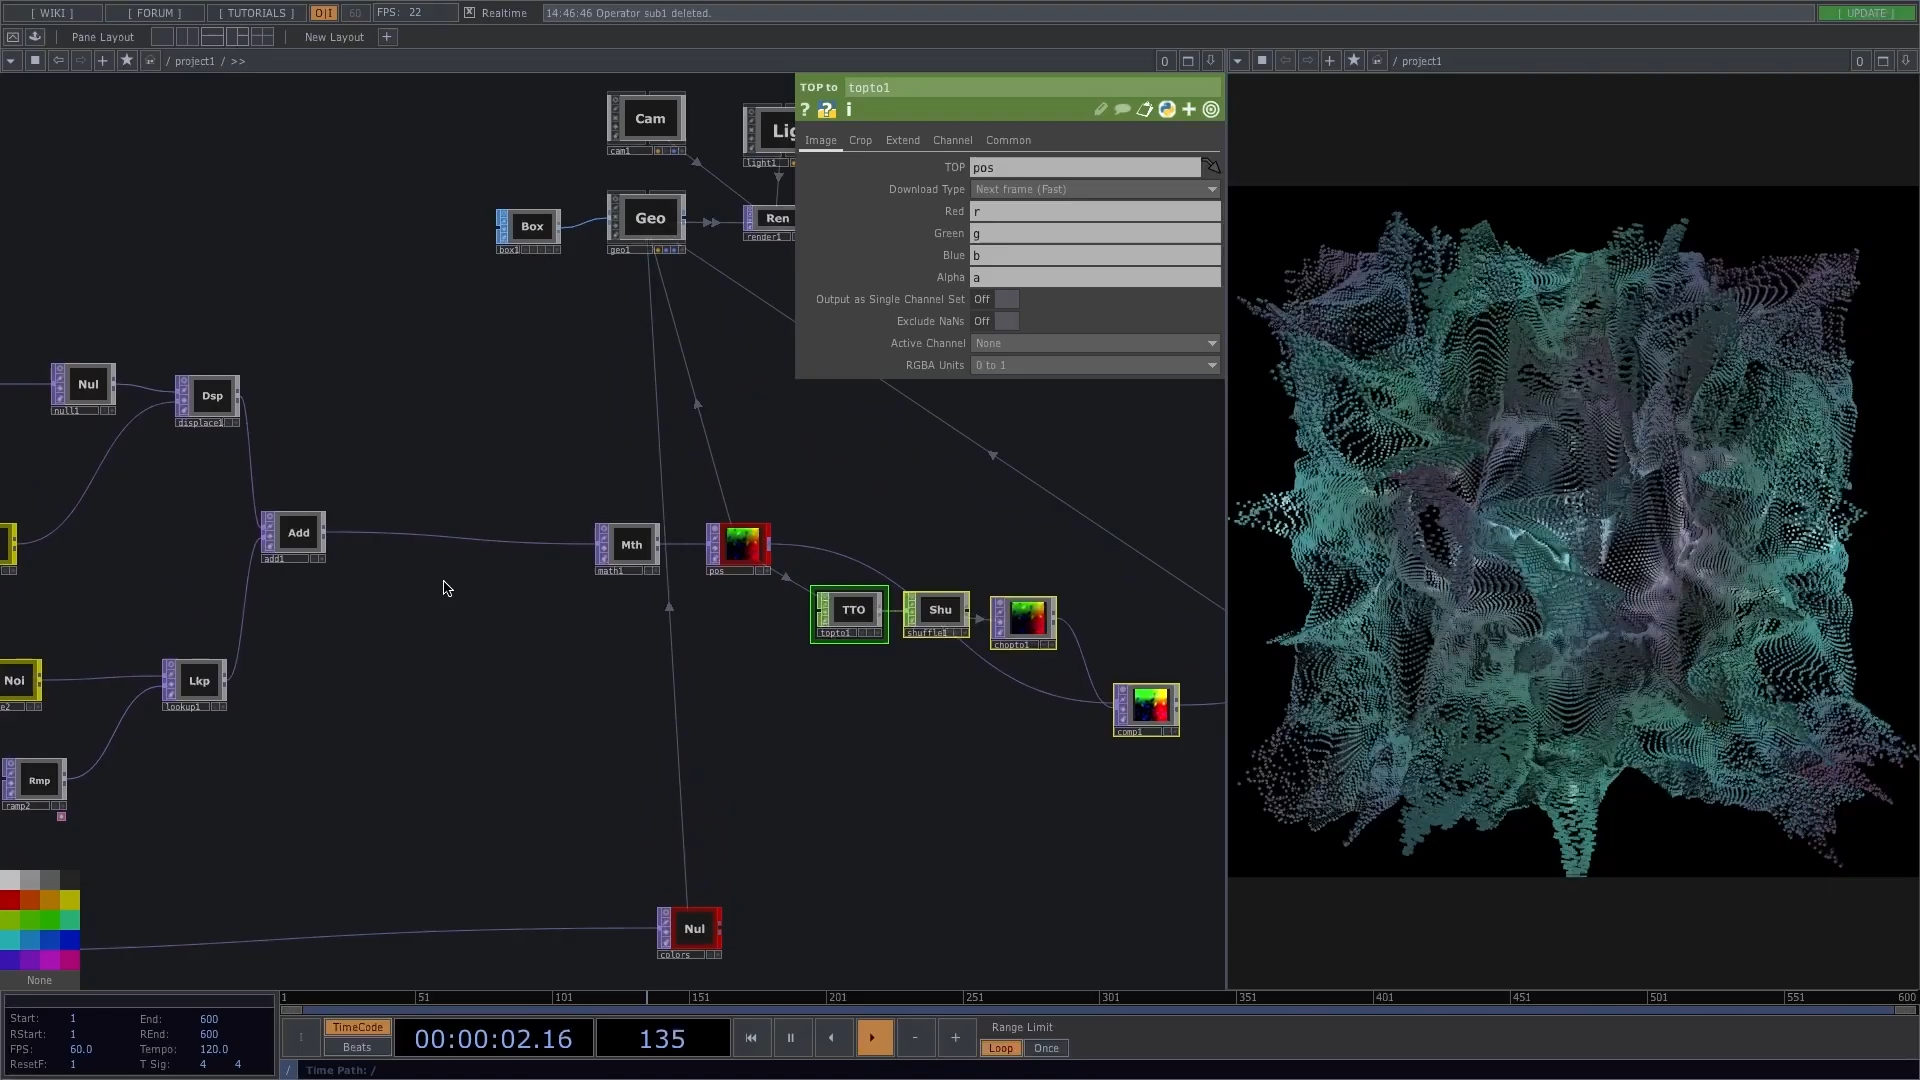 [ WIKI ]
[ FORUM ]
[ TUTORIALS ]
O|I
60
FPS: 22
Realtime
14:46:46 Operator sub1 deleted.
[ UPDATE ]
Pane Layout
New Layout
+
/ project1 / >>
0
/ project1
0
TOP to
topto1
? ? i
Image
Crop
Extend
Channel
Common
TOP
pos
Download Type
Next frame (Fast)
Red
r
Green
g
Blue
b
Alpha
a
Output as Single Channel Set
Off
Exclude NaNs
Off
Active Channel
None
RGBA Units
0 to 1
Cam
cam1
light1
Box
box1
Geo
geo1
Ren
render1
Nul
null1
Dsp
displace1
Add
add1
Mth
math1
pos
TTO
topto1
Shu
shuffle1
chopto1
comp1
Noi
e2
Lkp
lookup1
Rmp
ramp2
Nul
colors
None
1
51
101
151
201
251
301
351
401
451
501
551
600
Start: 1
End: 600
RStart: 1
REnd: 600
FPS: 60.0
Tempo: 120.0
ResetF: 1
T Sig: 4 4
TimeCode
Beats
00:00:02.16
135
-
+
Range Limit
Loop
Once
/
Time Path: /